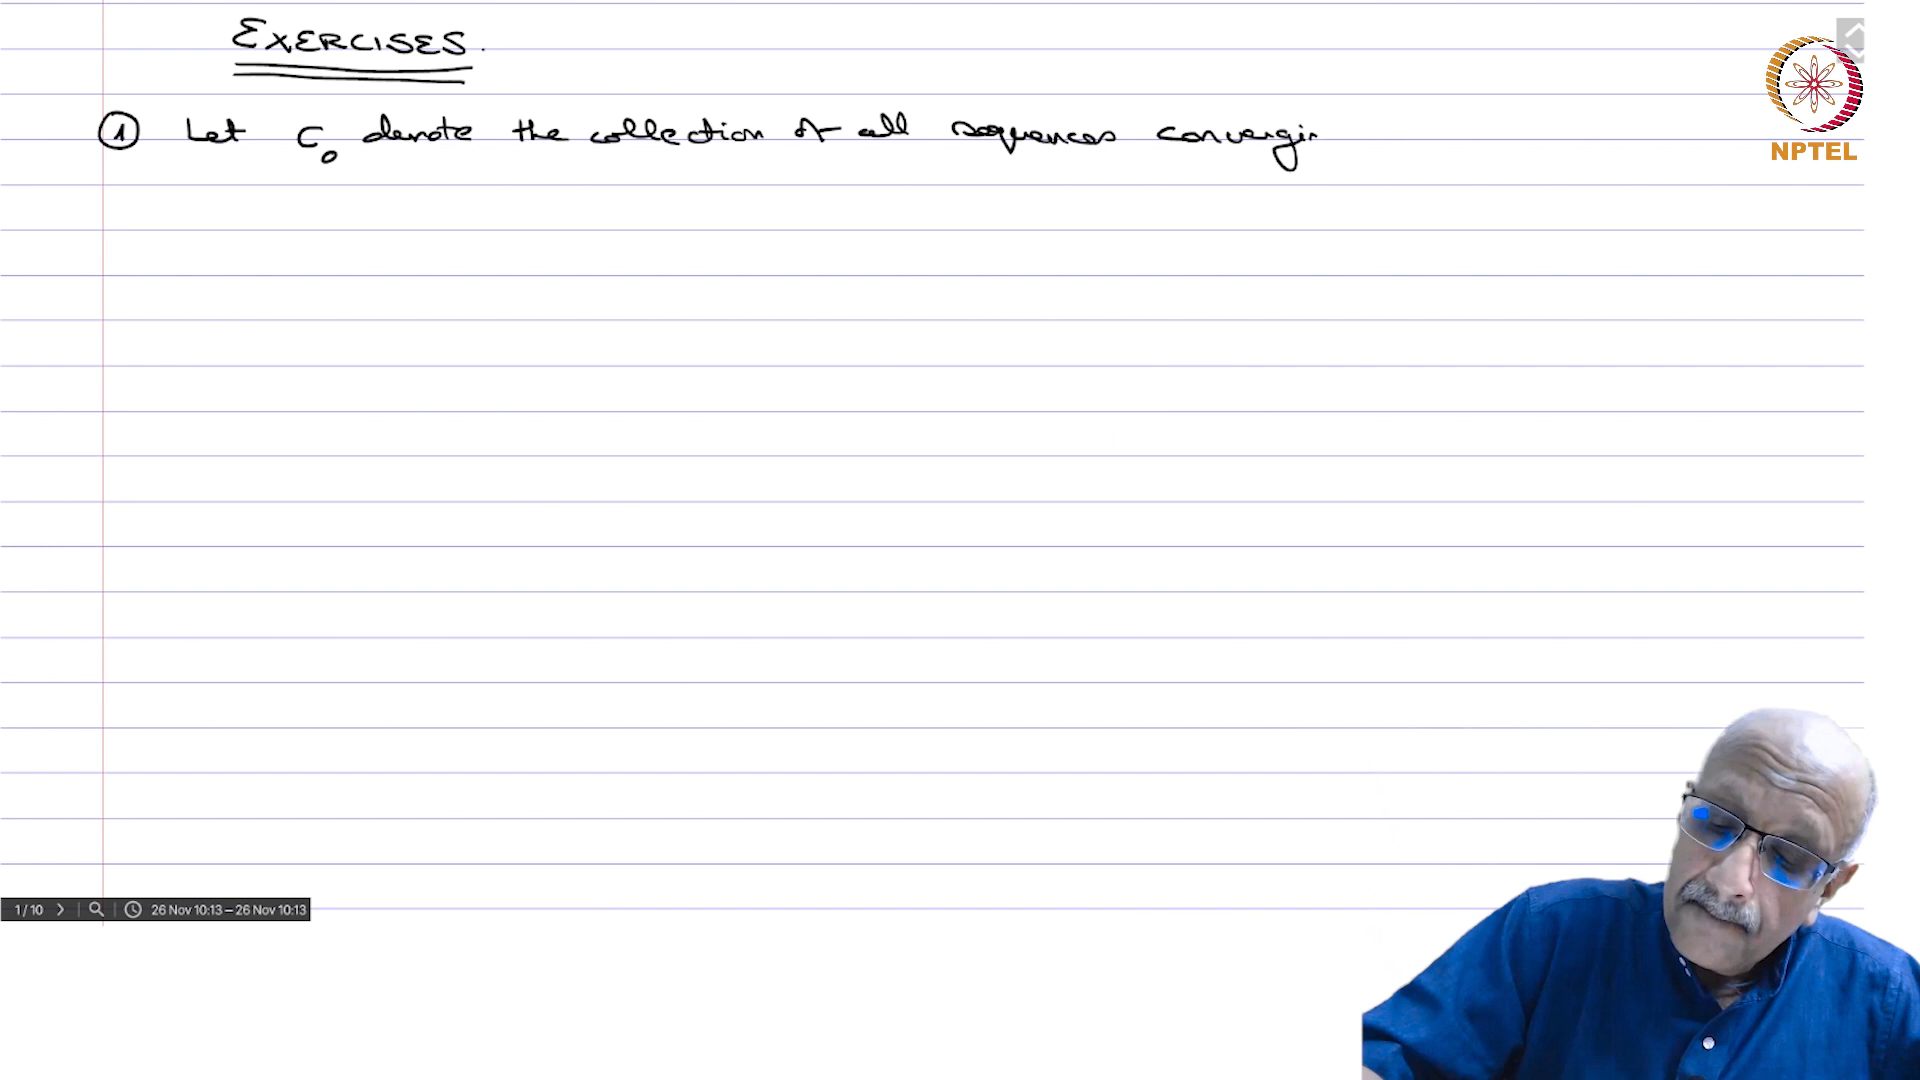 EXERCISES.
① Let c₀ denote the collection of all sequences convergin
NPTEL
1/10 > 26 Nov 10:13 – 26 Nov 10:13